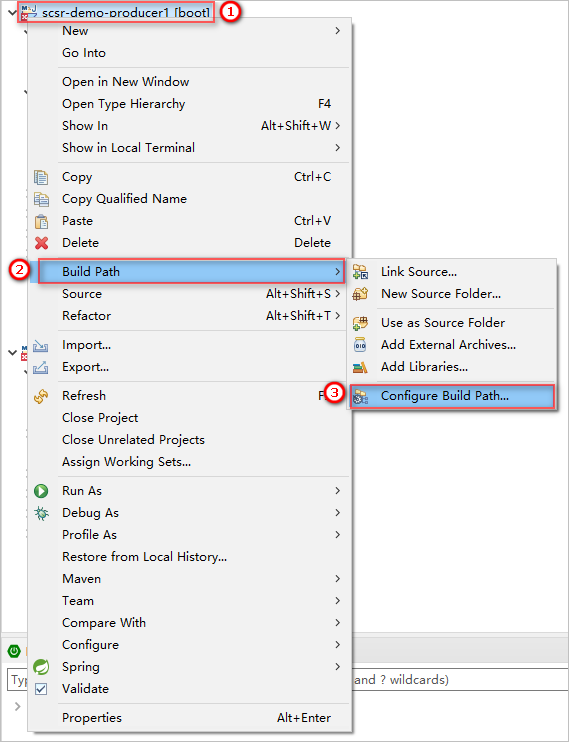 scsr-demo-producer1 [boot]
1
New
Go Into
Open in New Window
Open Type Hierarchy F4
Show In Alt+Shift+W
Show in Local Terminal
Copy Ctrl+C
Copy Qualified Name
Paste Ctrl+V
Delete Delete
2
Build Path
Source Alt+Shift+S
Refactor Alt+Shift+T
Import...
Export...
Refresh
Close Project
Close Unrelated Projects
Assign Working Sets...
Run As
Debug As
Profile As
Restore from Local History...
Maven
Team
Compare With
Configure
Spring
Validate
Properties Alt+Enter
Link Source...
New Source Folder...
Use as Source Folder
Add External Archives...
Add Libraries...
3
Configure Build Path...
and ? wildcards)